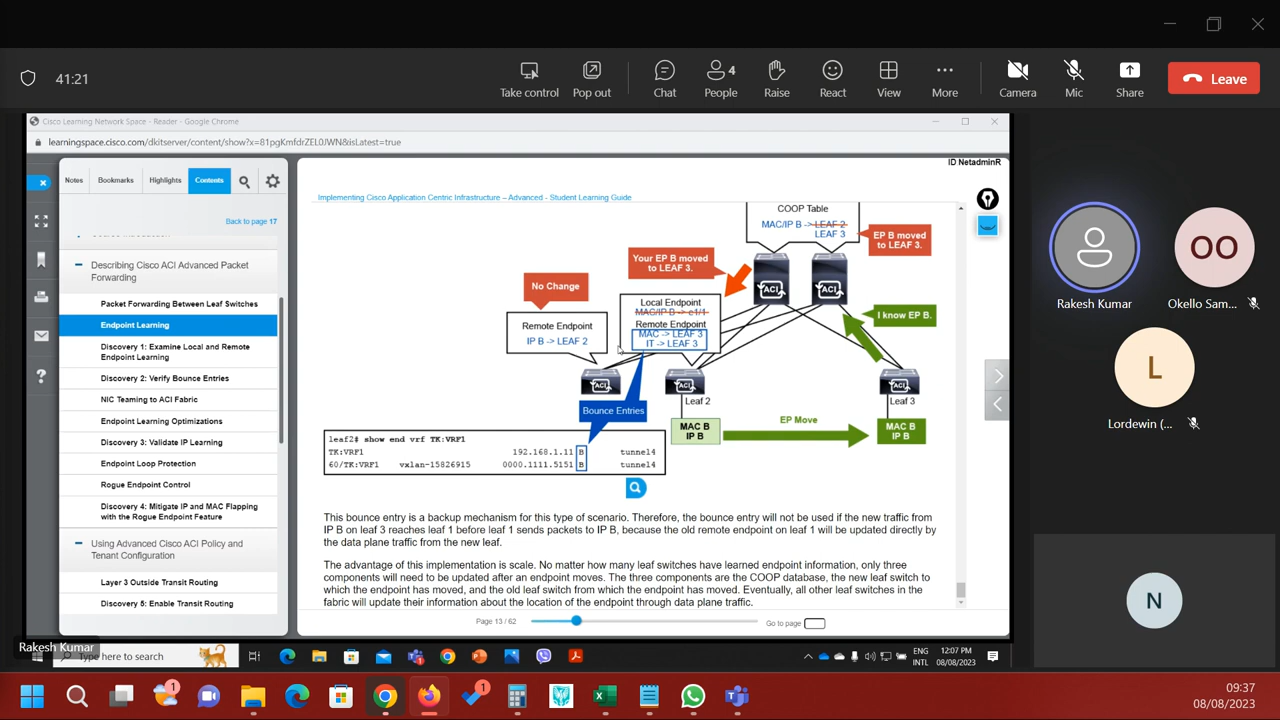 41:21
Take control
Pop out
Chat
4
People
Raise
React
View
More
Camera
Mic
Share
Leave
Cisco Learning Network Space - Reader - Google Chrome
learningspace.cisco.com/dkitserver/content/show?x=81pgKmfdrZEL0JWN&isLatest=true
ID NetadminR
Notes
Bookmarks
Highlights
Contents
Back to page 17
Describing Cisco ACI Advanced Packet
Forwarding
Packet Forwarding Between Leaf Switches
Endpoint Learning
Discovery 1: Examine Local and Remote
Endpoint Learning
Discovery 2: Verify Bounce Entries
NIC Teaming to ACI Fabric
Endpoint Learning Optimizations
Discovery 3: Validate IP Learning
Endpoint Loop Protection
Rogue Endpoint Control
Discovery 4: Mitigate IP and MAC Flapping
with the Rogue Endpoint Feature
Using Advanced Cisco ACI Policy and
Tenant Configuration
Layer 3 Outside Transit Routing
Discovery 5: Enable Transit Routing
Implementing Cisco Application Centric Infrastructure – Advanced - Student Learning Guide
COOP Table
MAC/IP B -> LEAF 2
LEAF 3
EP B moved
to LEAF 3.
Your EP B moved
to LEAF 3.
No Change
Remote Endpoint
IP B -> LEAF 2
Local Endpoint
MAC/IP B -> e1/1
Remote Endpoint
MAC -> LEAF 3
IT -> LEAF 3
ACI
ACI
I know EP B.
ACI
ACI
ACI
Leaf 2
Leaf 3
Bounce Entries
MAC B
IP B
EP Move
MAC B
IP B
leaf2# show end vrf TK:VRF1
TK:VRF1 192.168.1.11 B tunnel4
60/TK:VRF1 vxlan-15826915 0000.1111.5151 B tunnel4
This bounce entry is a backup mechanism for this type of scenario. Therefore, the bounce entry will not be used if the new traffic from
IP B on leaf 3 reaches leaf 1 before leaf 1 sends packets to IP B, because the old remote endpoint on leaf 1 will be updated directly by
the data plane traffic from the new leaf.
The advantage of this implementation is scale. No matter how many leaf switches have learned endpoint information, only three
components will need to be updated after an endpoint moves. The three components are the COOP database, the new leaf switch to
which the endpoint has moved, and the old leaf switch from which the endpoint has moved. Eventually, all other leaf switches in the
fabric will update their information about the location of the endpoint through data plane traffic.
Page 13 / 62
Go to page
Rakesh Kumar
Type here to search
ENG
INTL
12:07 PM
08/08/2023
Rakesh Kumar
OO
Okello Sam...
L
Lordewin (...
N
1
1
09:37
08/08/2023